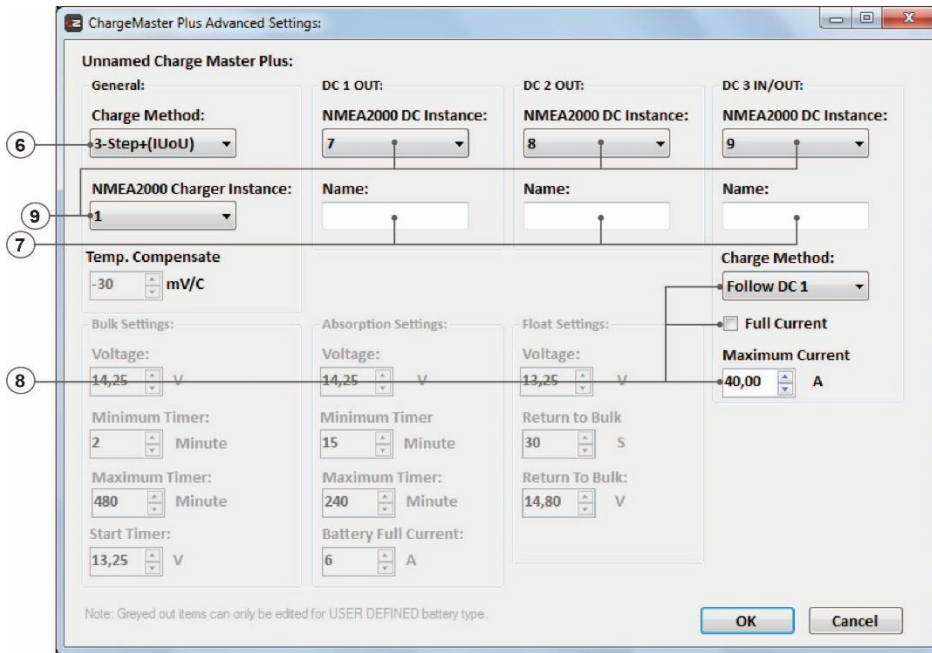 ChargeMaster Plus Advanced Settings:
Unnamed Charge Master Plus:
General:
Charge Method:
3-Step+(IUoU)
NMEA2000 Charger Instance:
1
Temp. Compensate
-30 mV/C
DC 1 OUT:
NMEA2000 DC Instance:
7
Name:
DC 2 OUT:
NMEA2000 DC Instance:
8
Name:
DC 3 IN/OUT:
NMEA2000 DC Instance:
9
Name:
Charge Method:
Follow DC 1
Full Current
Maximum Current
40,00 A
Bulk Settings:
Voltage:
14,25 V
Minimum Timer:
2 Minute
Maximum Timer:
480 Minute
Start Timer:
13,25 V
Absorption Settings:
Voltage:
14,25 V
Minimum Timer
15 Minute
Maximum Timer:
240 Minute
Battery Full Current:
6 A
Float Settings:
Voltage:
13,25 V
Return to Bulk
30 S
Return To Bulk:
14,80 V
Note: Greyed out items can only be edited for USER DEFINED battery type.
OK
Cancel
6
9
7
8